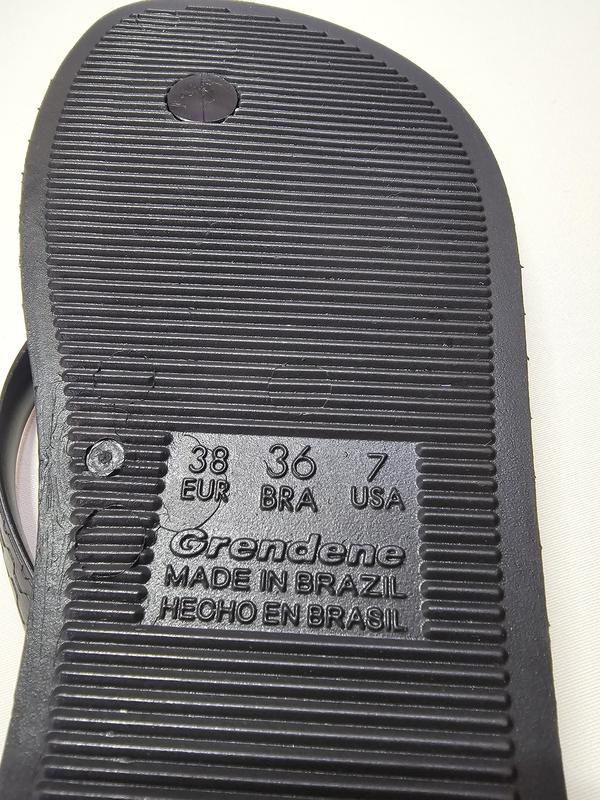 38 36 7
EUR BRA USA
Grendene
MADE IN BRAZIL
HECHO EN BRASIL